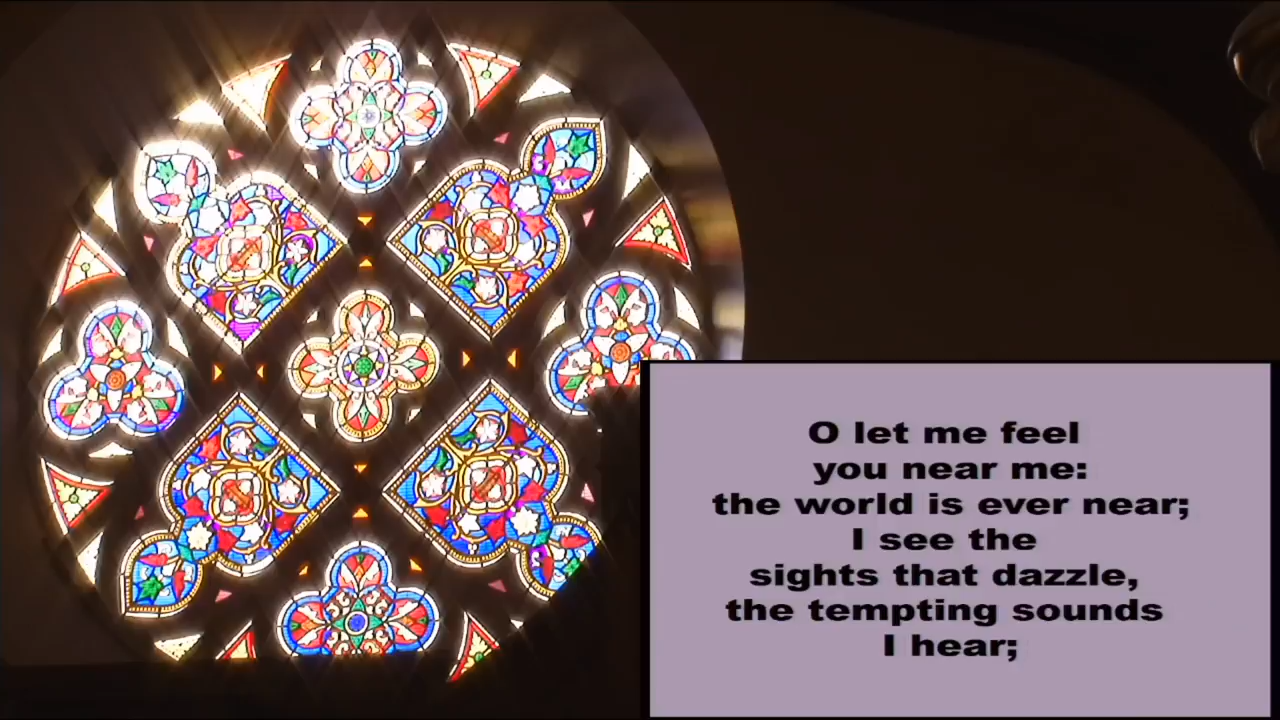 O let me feel
you near me:
the world is ever near;
I see the
sights that dazzle,
the tempting sounds
I hear;